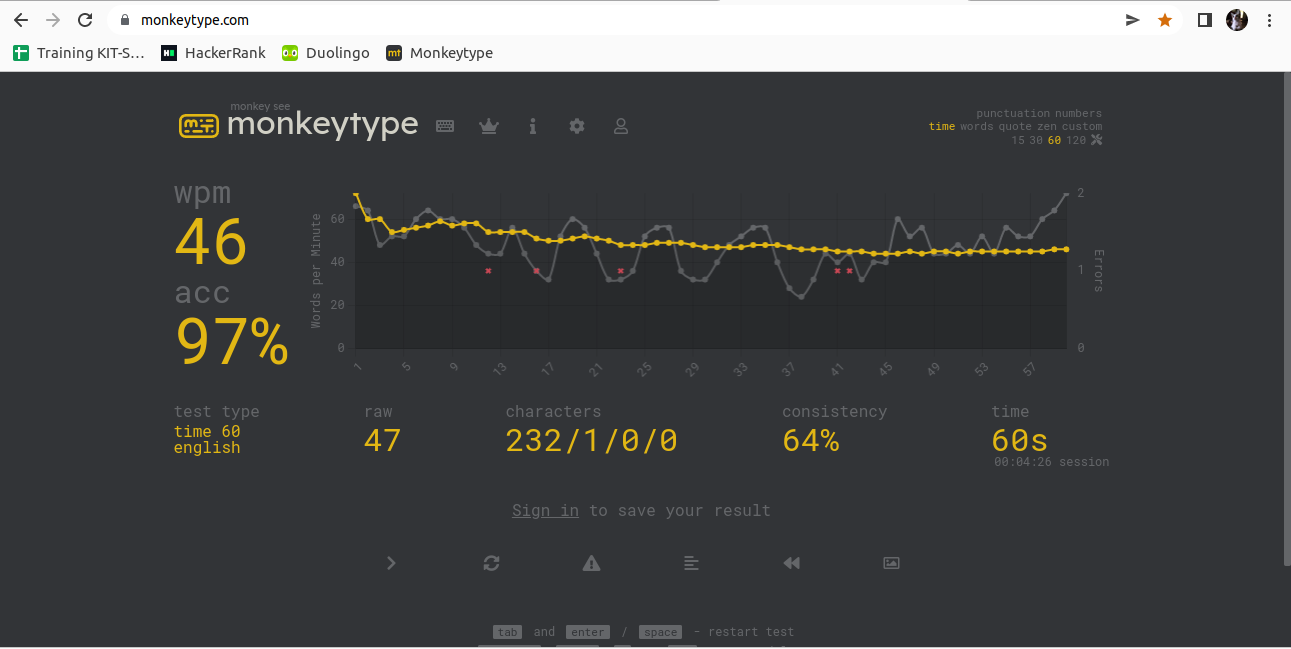 monkeytype.com
Training KIT-S... HackerRank Duolingo mt Monkeytype
monkey see
monkeytype
punctuation numbers
time words quote zen custom
15 30 60 120
wpm
46
acc
97%
Words per Minute
60
40
20
0
2
1
0
Errors
1 5 9 13 17 21 25 29 33 37 41 45 49 53 57
test type
time 60
english
raw
47
characters
232/1/0/0
consistency
64%
time
60s
00:04:26 session
Sign in to save your result
tab and enter / space - restart test